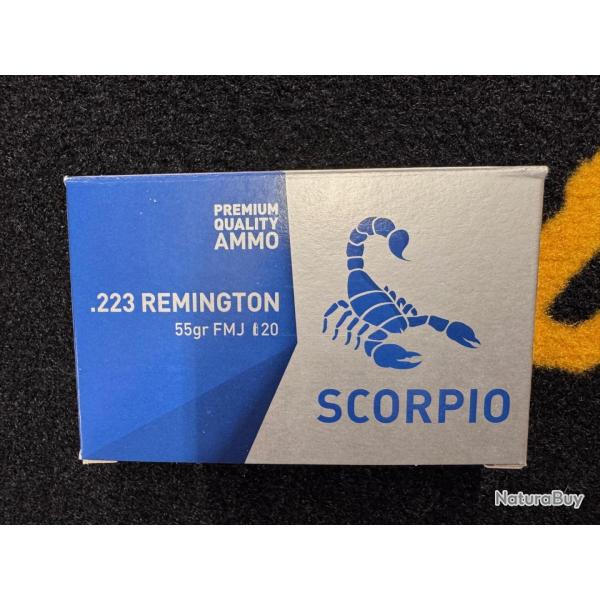 PREMIUM
QUALITY
AMMO
.223 REMINGTON
55gr FMJ 20
SCORPIO
NaturaBuy